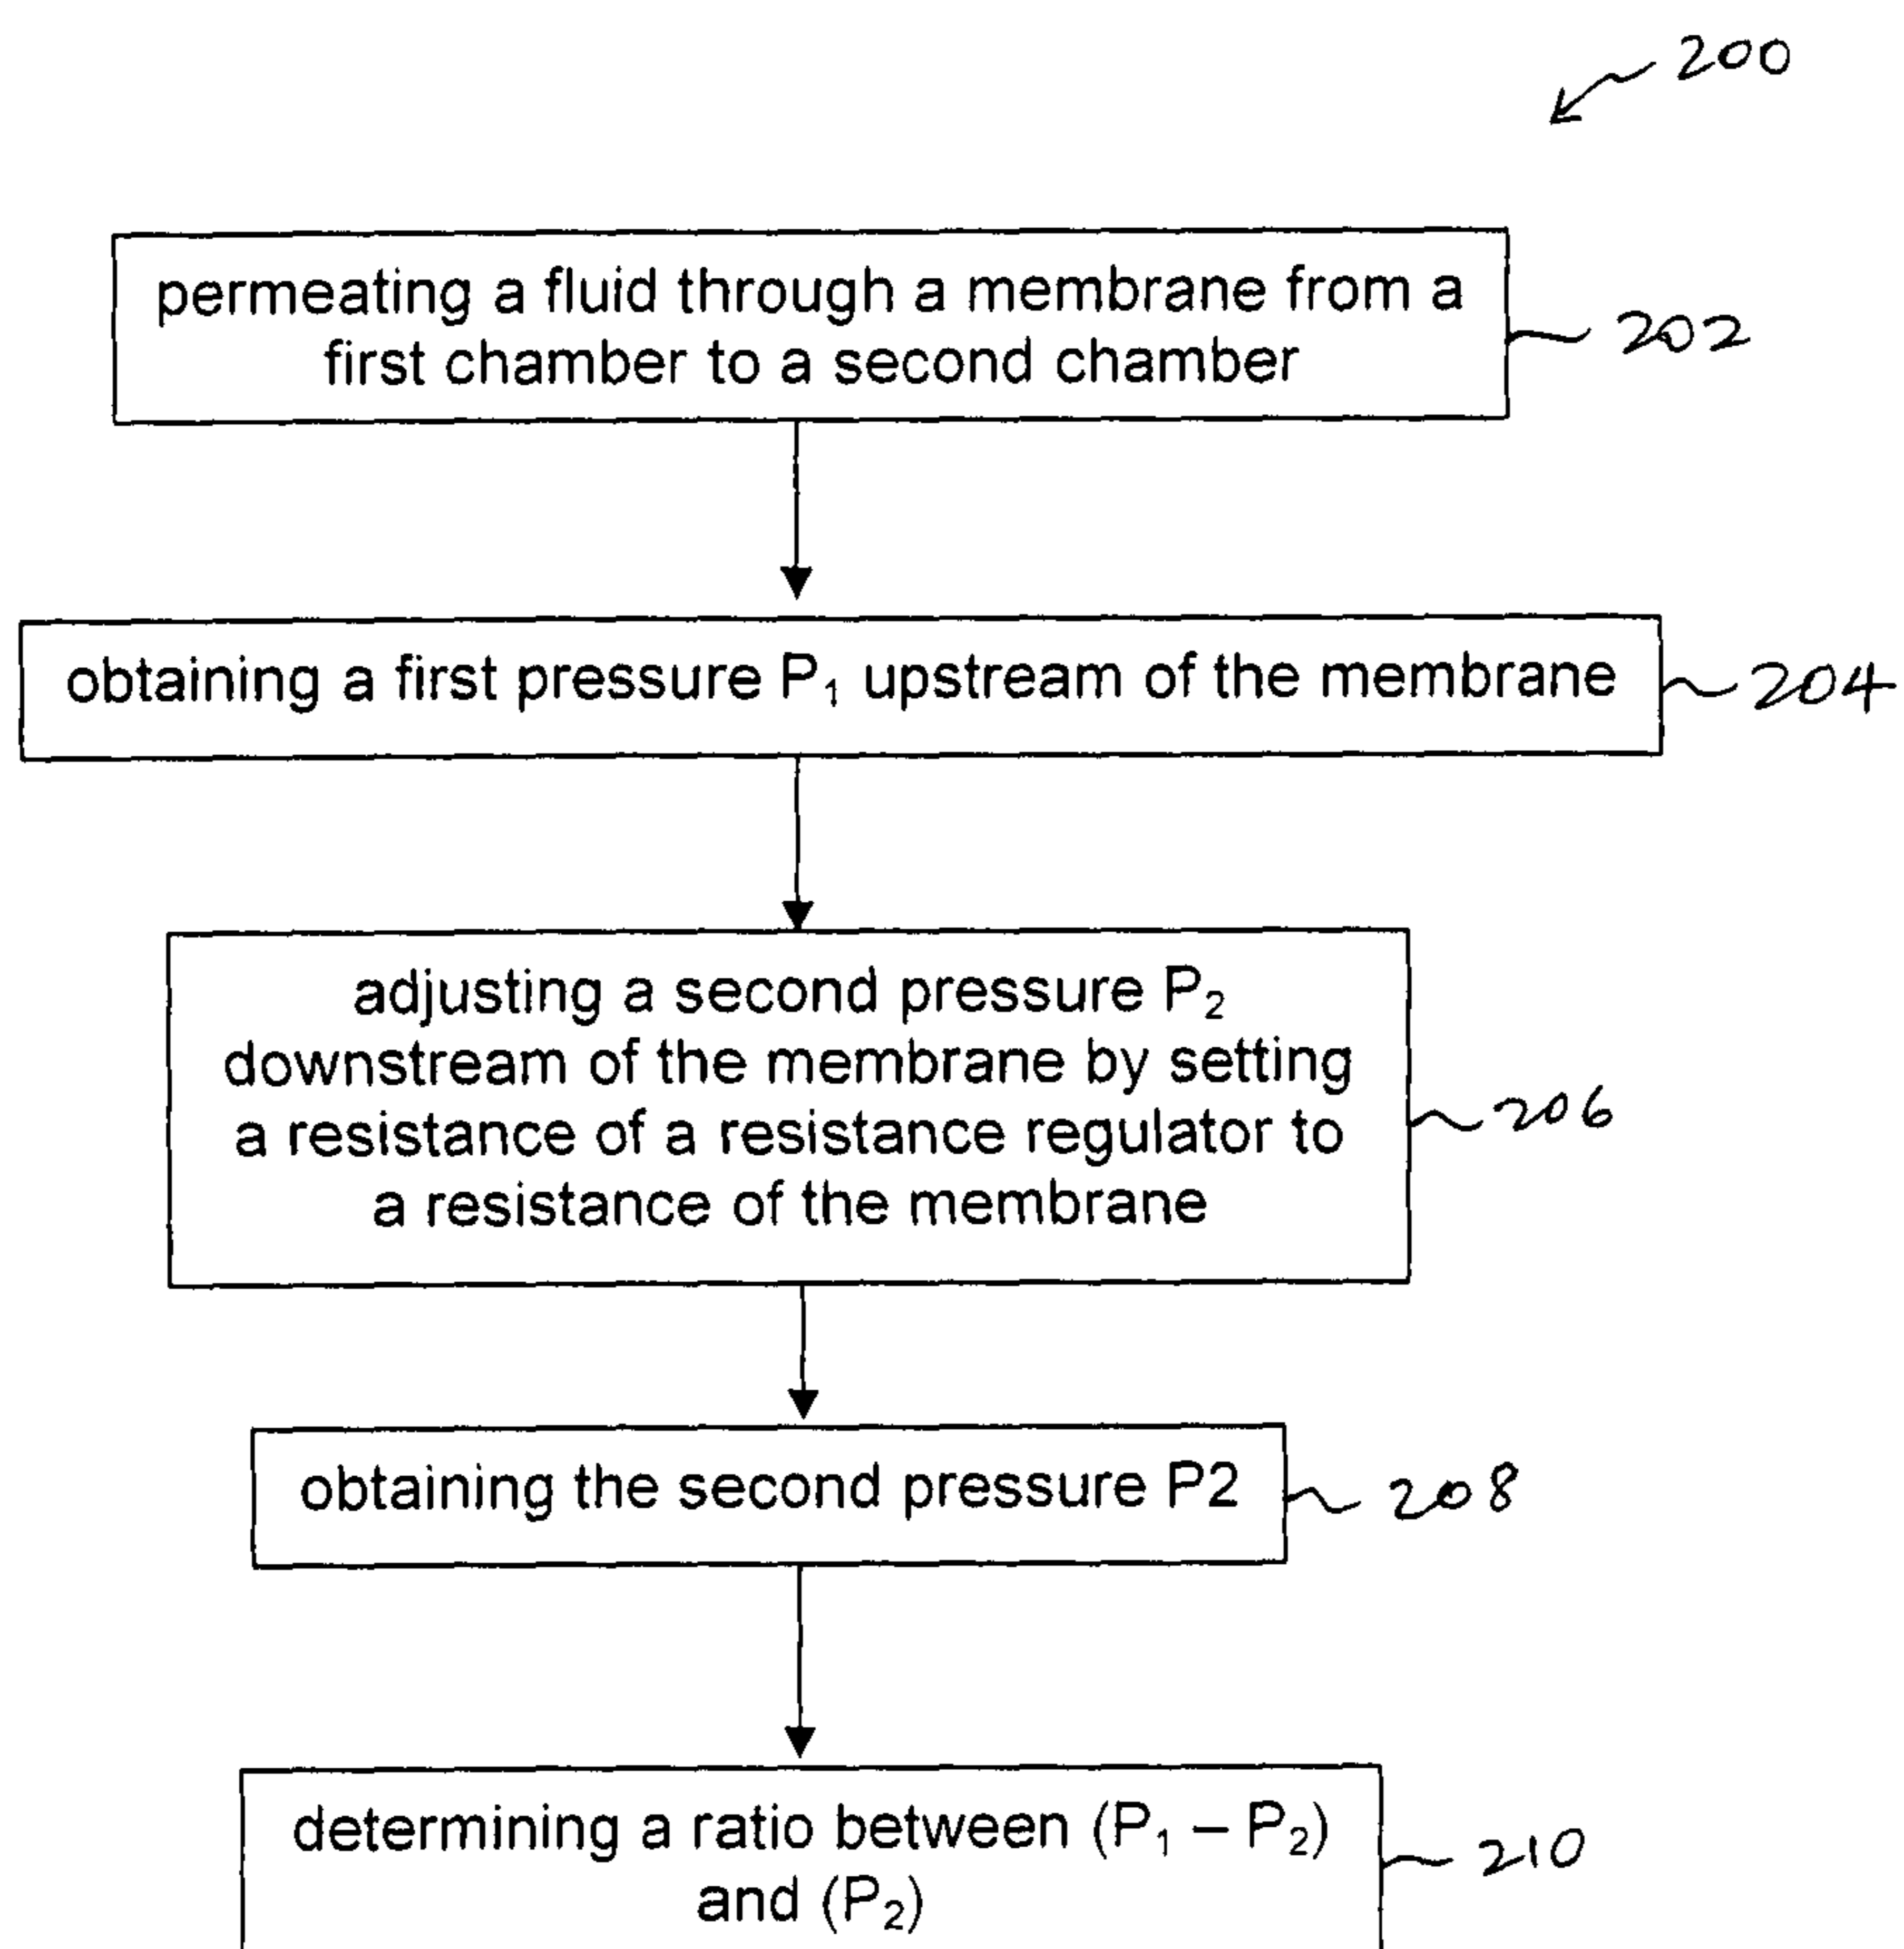 200
permeating a fluid through a membrane from a
first chamber to a second chamber
202
obtaining a first pressure P₁ upstream of the membrane
204
adjusting a second pressure P₂
downstream of the membrane by setting
a resistance of a resistance regulator to
a resistance of the membrane
206
obtaining the second pressure P2
208
determining a ratio between (P₁ – P₂)
and (P₂)
210